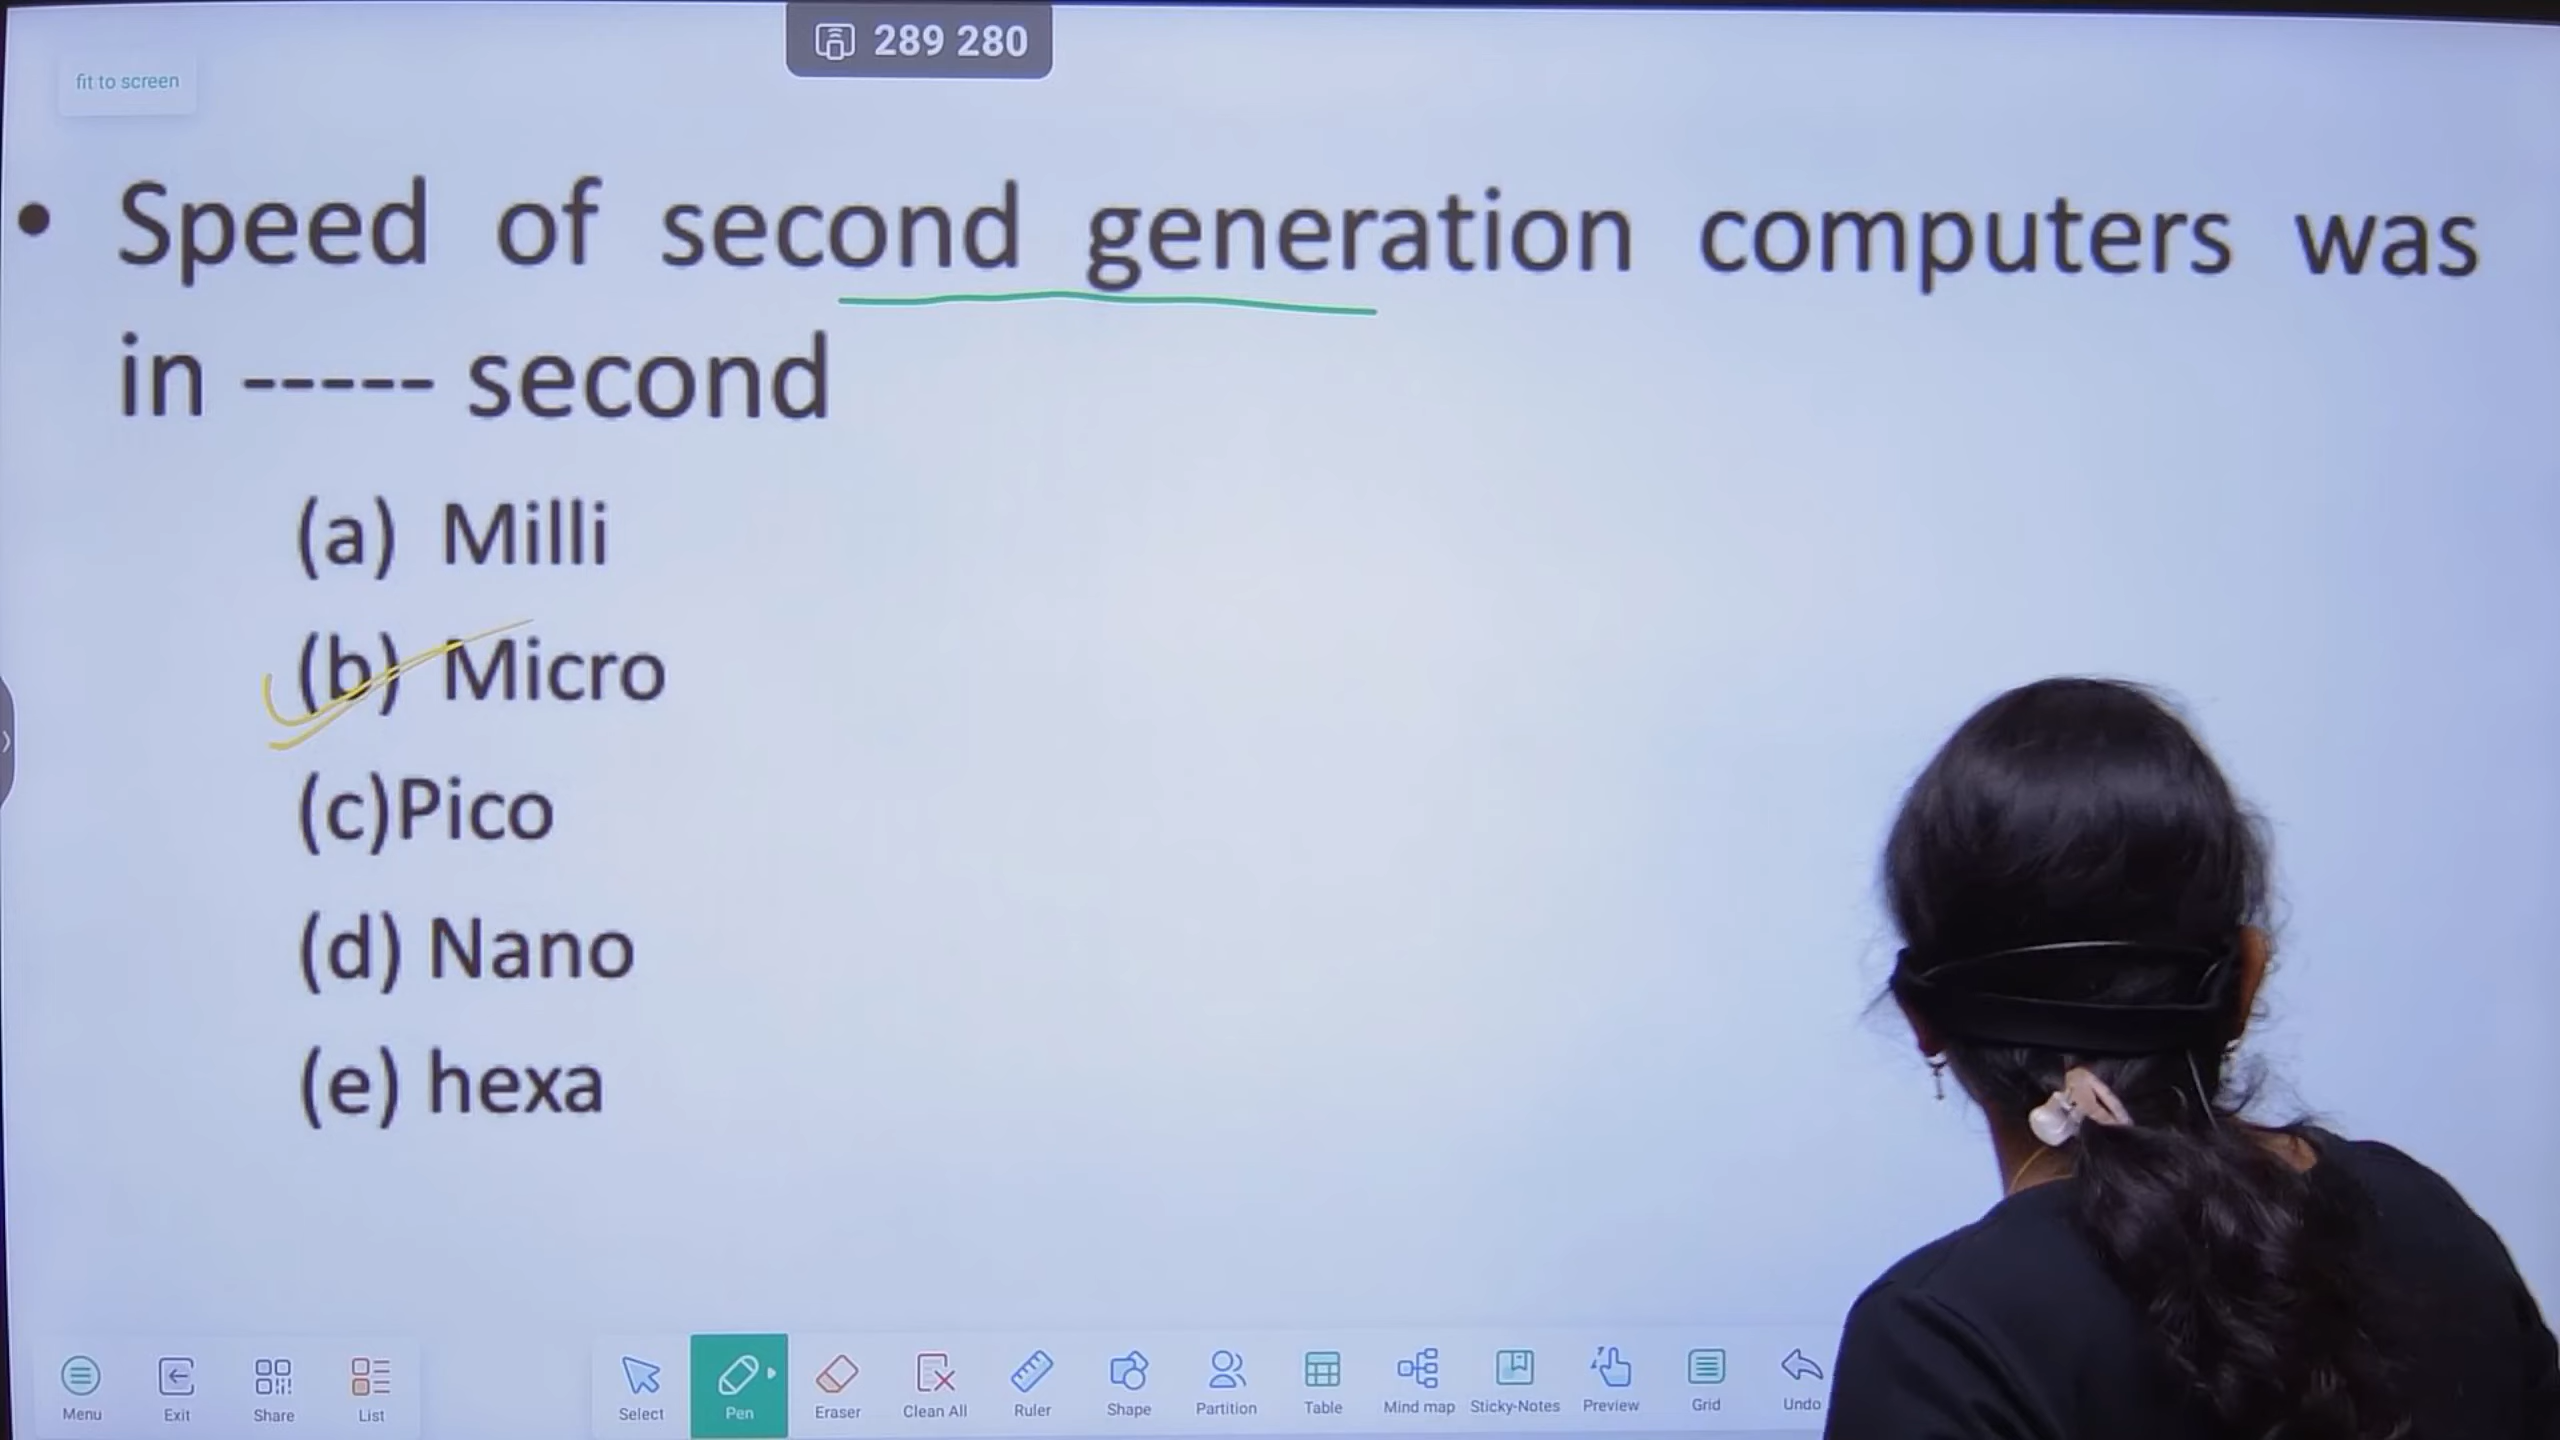 289 280
fit to screen
• Speed of second generation computers was
in ----- second
(a) Milli
(b) Micro
(c)Pico
(d) Nano
(e) hexa
Menu Exit Share List Select Pen Eraser Clean All Ruler Shape Partition Table Mind map Sticky-Notes Preview Grid Undo